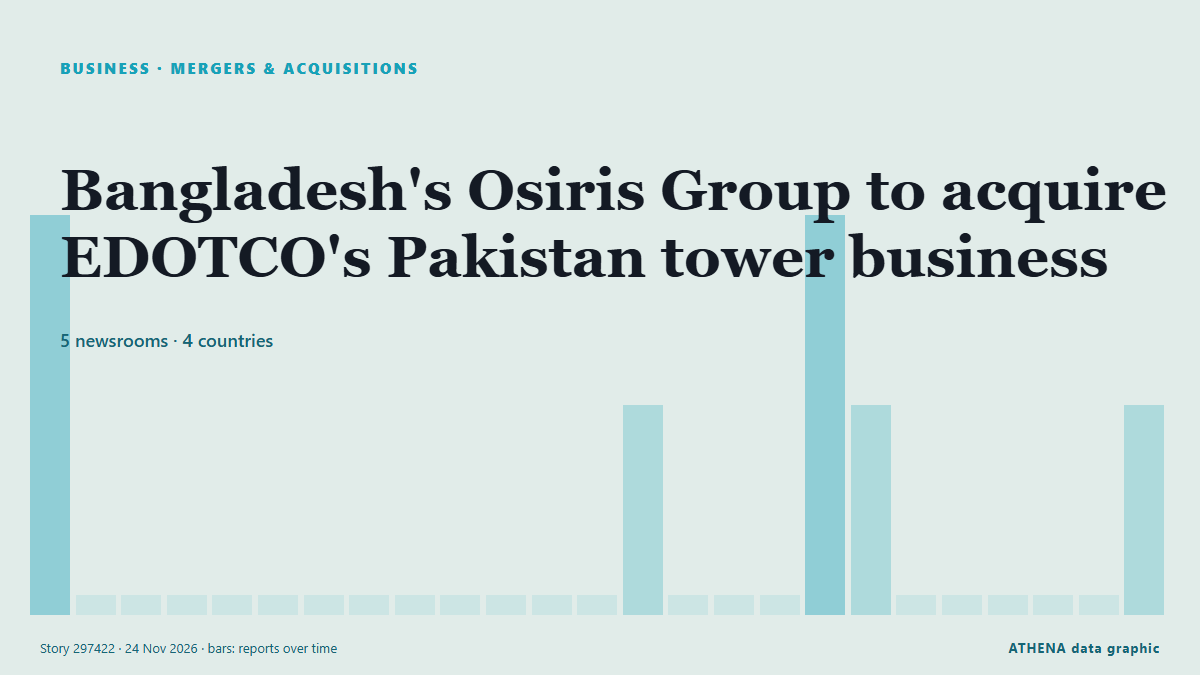 BUSINESS · MERGERS & ACQUISITIONS
Bangladesh's Osiris Group to acquire
EDOTCO's Pakistan tower business
5 newsrooms · 4 countries
Story 297422 · 24 Nov 2026 · bars: reports over time
ATHENA data graphic